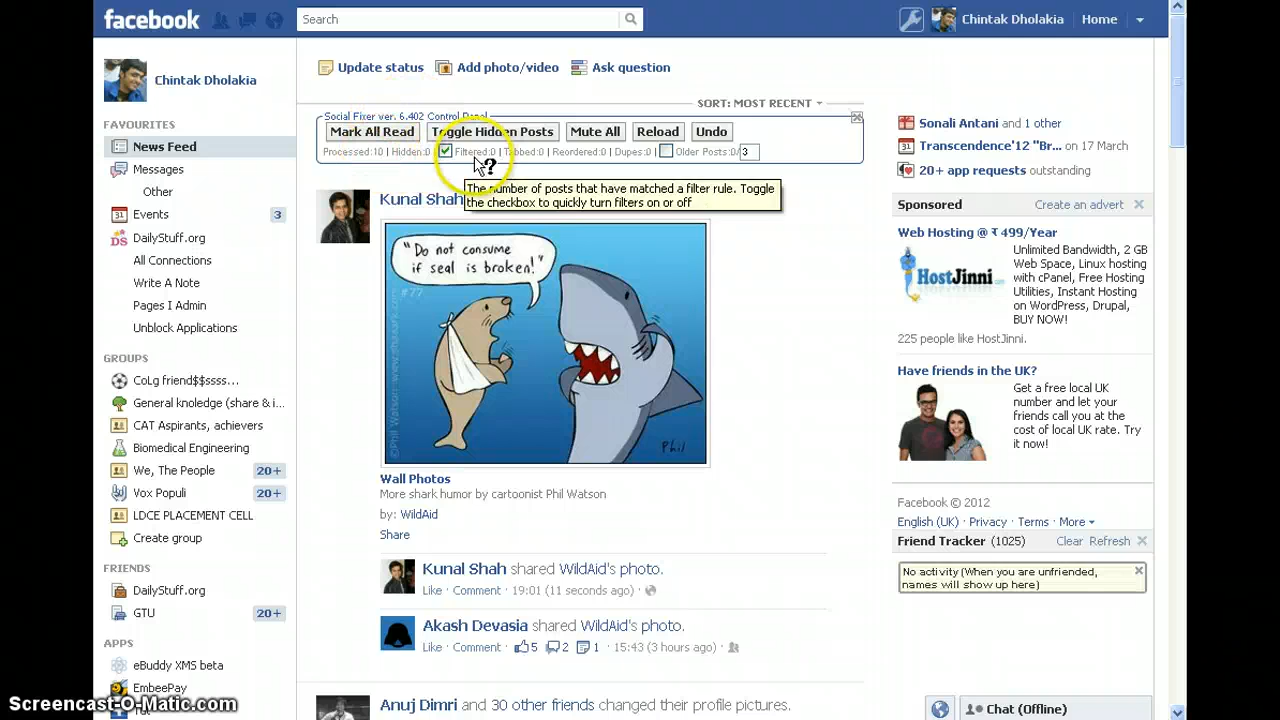 facebook
Search
Chintak Dholakia
Home
Chintak Dholakia
FAVOURITES
News Feed
Messages
Other
Events 3
DailyStuff.org
All Connections
Write A Note
Pages I Admin
Unblock Applications
GROUPS
CoLg friend$$ssss...
General knoledge (share & i...
CAT Aspirants, achievers
Biomedical Engineering
We, The People 20+
Vox Populi 20+
LDCE PLACEMENT CELL
Create group
FRIENDS
DailyStuff.org
GTU 20+
APPS
eBuddy XMS beta
EmbeePay
Update status
Add photo/video
Ask question
SORT: MOST RECENT
Social Fixer ver. 6.402 Control Panel
Mark All Read Toggle Hidden Posts Mute All Reload Undo
Processed:10 | Hidden:0 | Filtered:0 | Tabbed:0 | Reordered:0 | Dupes:0 | Older Posts:0/3
The number of posts that have matched a filter rule. Toggle
the checkbox to quickly turn filters on or off
Kunal Shah
"Do not consume
if seal is broken!"
#77
Phil
Wall Photos
More shark humor by cartoonist Phil Watson
by: WildAid
Share
Kunal Shah shared WildAid's photo.
Like · Comment · 19:01 (11 seconds ago) ·
Akash Devasia shared WildAid's photo.
Like · Comment · 5 2 1 · 15:43 (3 hours ago) ·
Anuj Dimri and 30 other friends changed their profile pictures.
Sonali Antani and 1 other
Transcendence'12 "Br... on 17 March
20+ app requests outstanding
Sponsored Create an advert
Web Hosting @ ₹ 499/Year
HostJinni
Unlimited Bandwidth, 2 GB
Web Space, Linux hosting
with cPanel, Free Hosting
Utilities, Instant Hosting
on WordPress, Drupal,
BUY NOW!
225 people like HostJinni.
Have friends in the UK?
Get a free local UK
number and let your
friends call you at the
cost of local UK rate. Try
it now!
Facebook © 2012
English (UK) · Privacy · Terms · More
Friend Tracker (1025) Clear Refresh
No activity (When you are unfriended,
names will show up here)
Chat (Offline)
Screencast-O-Matic.com